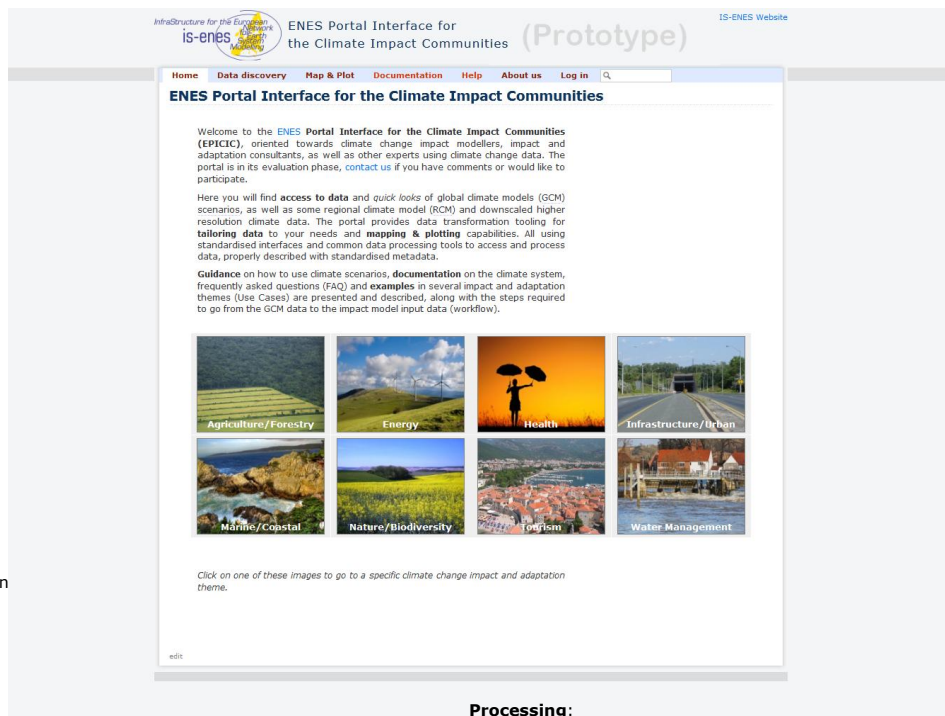 InfraStructure for the European
Network
is-enes
for Earth
System
Modelling
ENES Portal Interface for
the Climate Impact Communities
(Prototype)
IS-ENES Website
Home Data discovery Map & Plot Documentation Help About us Log in
ENES Portal Interface for the Climate Impact Communities
Welcome to the ENES Portal Interface for the Climate Impact Communities
(EPICIC), oriented towards climate change impact modellers, impact and
adaptation consultants, as well as other experts using climate change data. The
portal is in its evaluation phase, contact us if you have comments or would like to
participate.
Here you will find access to data and quick looks of global climate models (GCM)
scenarios, as well as some regional climate model (RCM) and downscaled higher
resolution climate data. The portal provides data transformation tooling for
tailoring data to your needs and mapping & plotting capabilities. All using
standardised interfaces and common data processing tools to access and process
data, properly described with standardised metadata.
Guidance on how to use climate scenarios, documentation on the climate system,
frequently asked questions (FAQ) and examples in several impact and adaptation
themes (Use Cases) are presented and described, along with the steps required
to go from the GCM data to the impact model input data (workflow).
Agriculture/Forestry Energy Health Infrastructure/Urban
Marine/Coastal Nature/Biodiversity Tourism Water Management
n
Click on one of these images to go to a specific climate change impact and adaptation
theme.
edit
Processing: